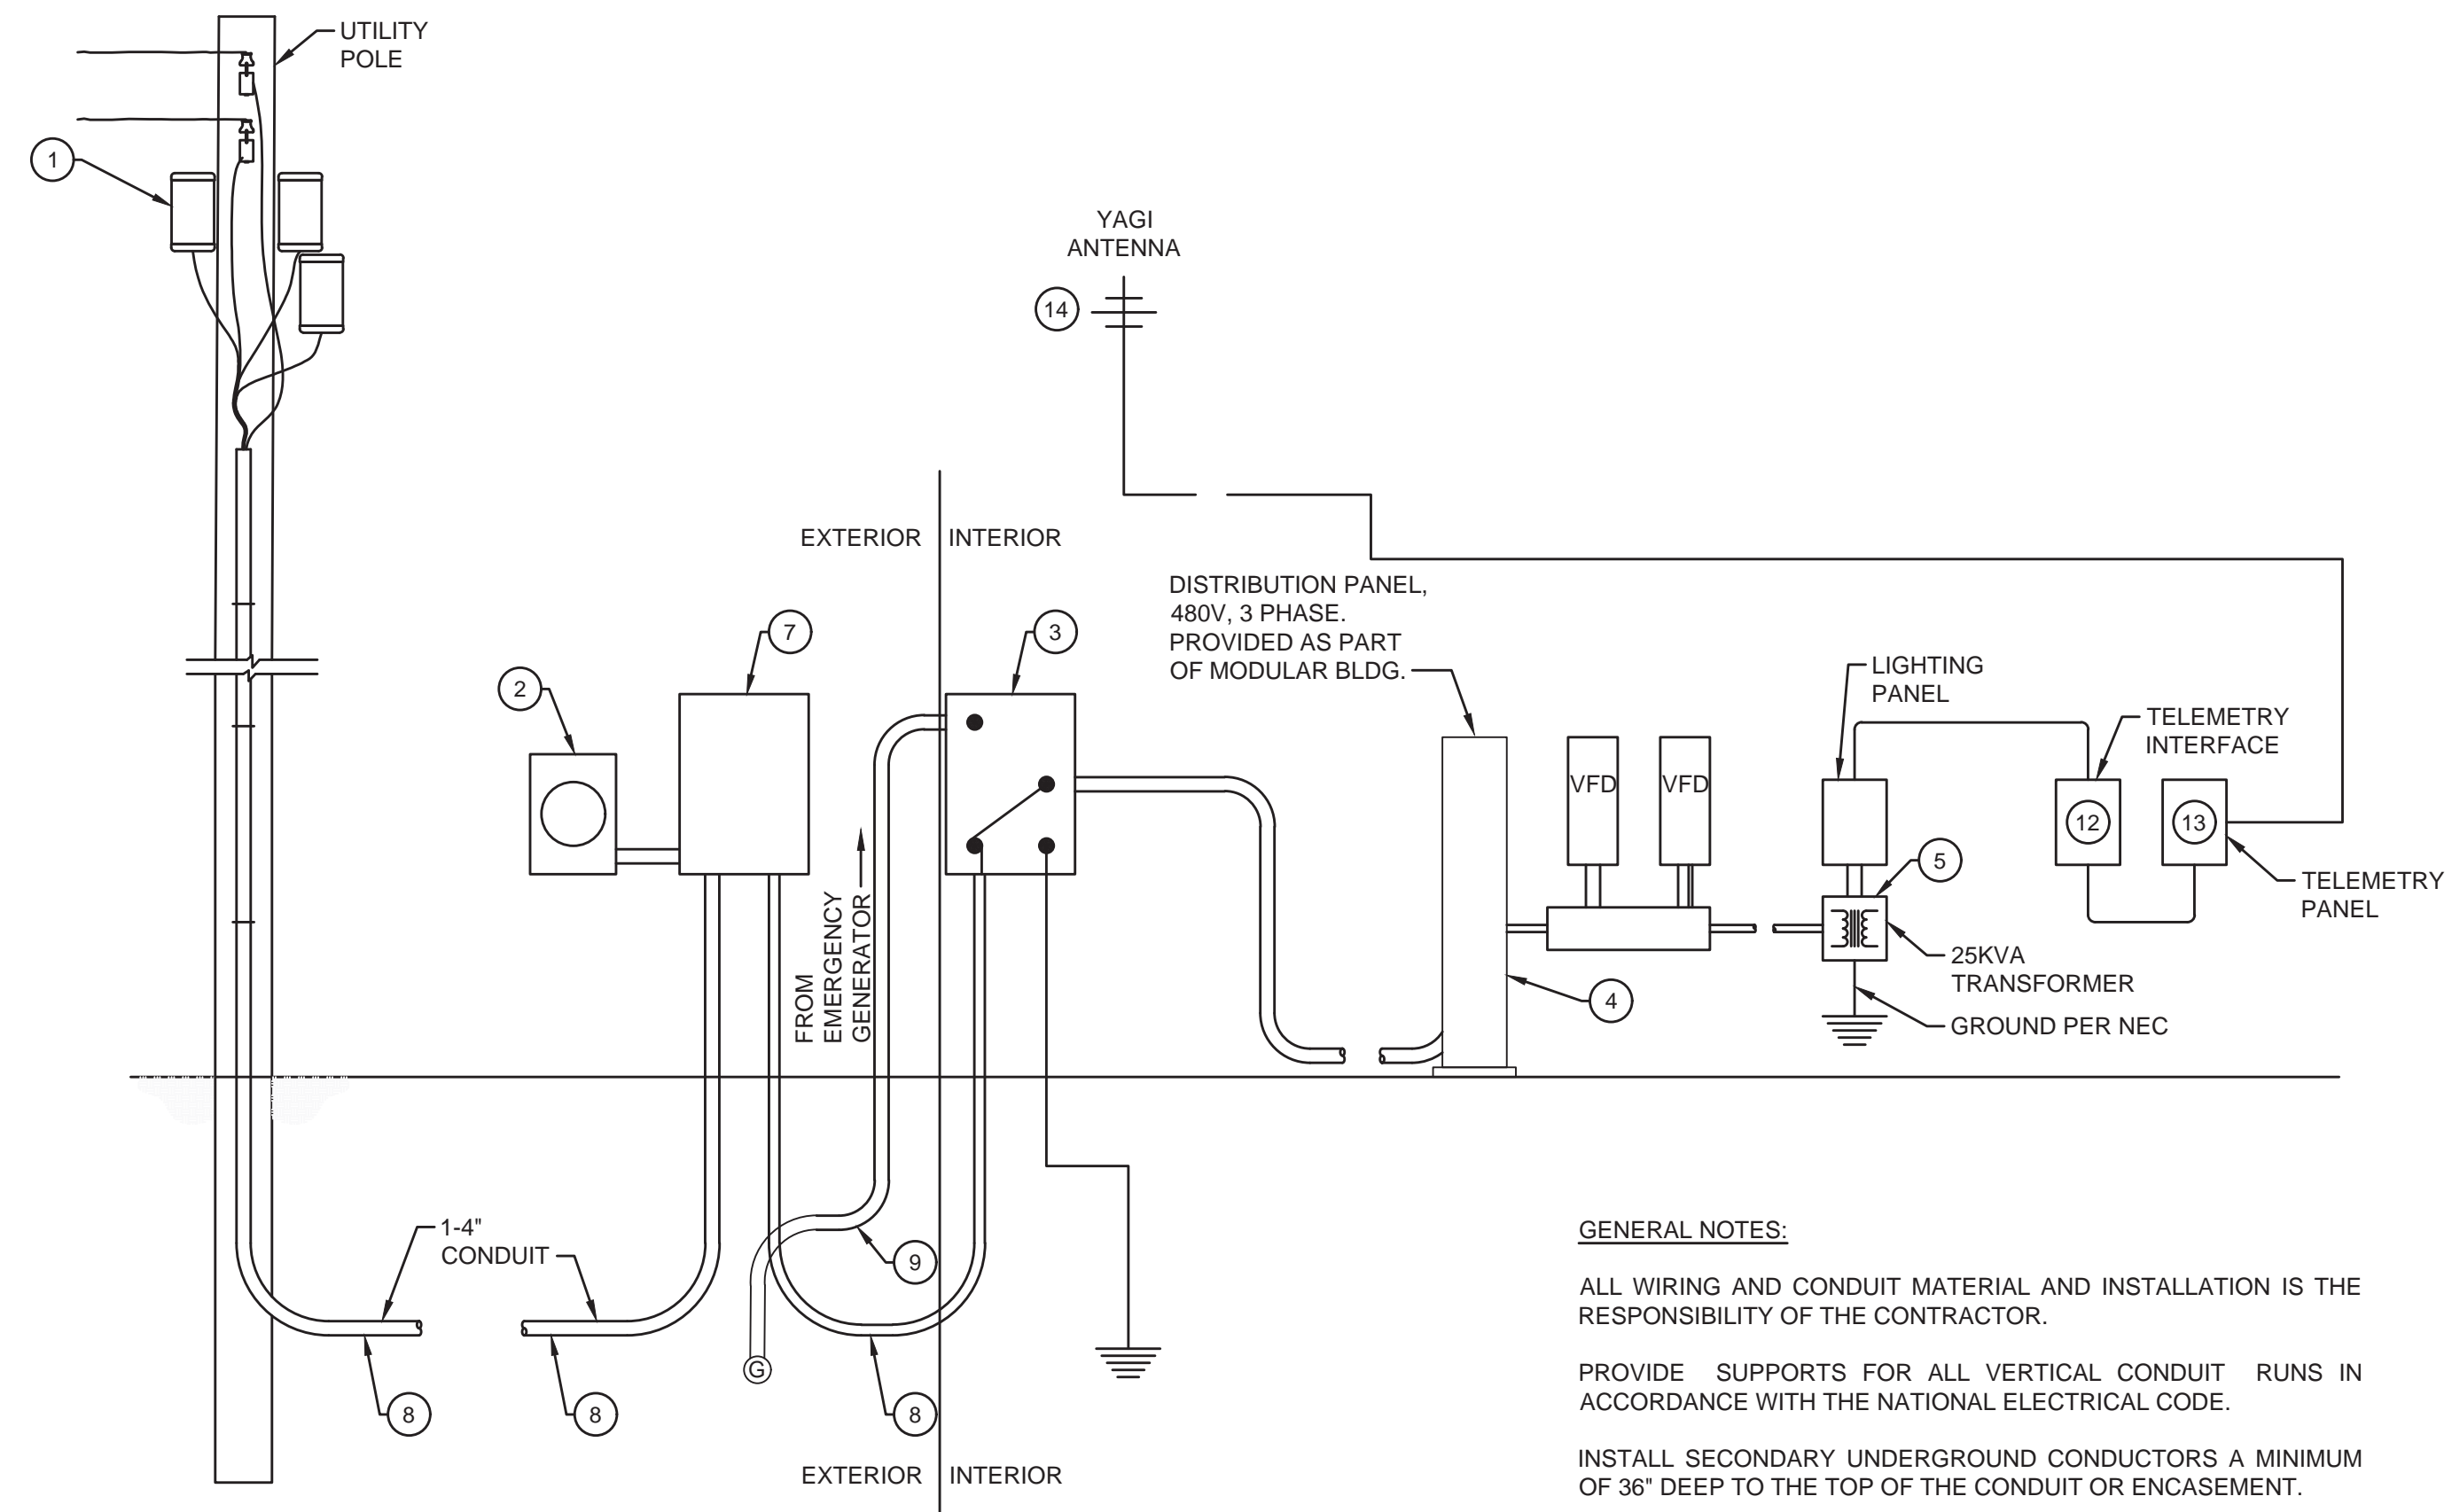 UTILITY
POLE
1
YAGI
ANTENNA
14
EXTERIOR
INTERIOR
DISTRIBUTION PANEL,
480V, 3 PHASE.
PROVIDED AS PART
OF MODULAR BLDG.
7
3
2
LIGHTING
PANEL
TELEMETRY
INTERFACE
VFD
VFD
12
13
5
TELEMETRY
PANEL
FROM
EMERGENCY
GENERATOR
25KVA
TRANSFORMER
4
GROUND PER NEC
1-4"
CONDUIT
9
G
8
8
8
EXTERIOR
INTERIOR
GENERAL NOTES:
ALL WIRING AND CONDUIT MATERIAL AND INSTALLATION IS THE
RESPONSIBILITY OF THE CONTRACTOR.
PROVIDE SUPPORTS FOR ALL VERTICAL CONDUIT RUNS IN
ACCORDANCE WITH THE NATIONAL ELECTRICAL CODE.
INSTALL SECONDARY UNDERGROUND CONDUCTORS A MINIMUM
OF 36" DEEP TO THE TOP OF THE CONDUIT OR ENCASEMENT.